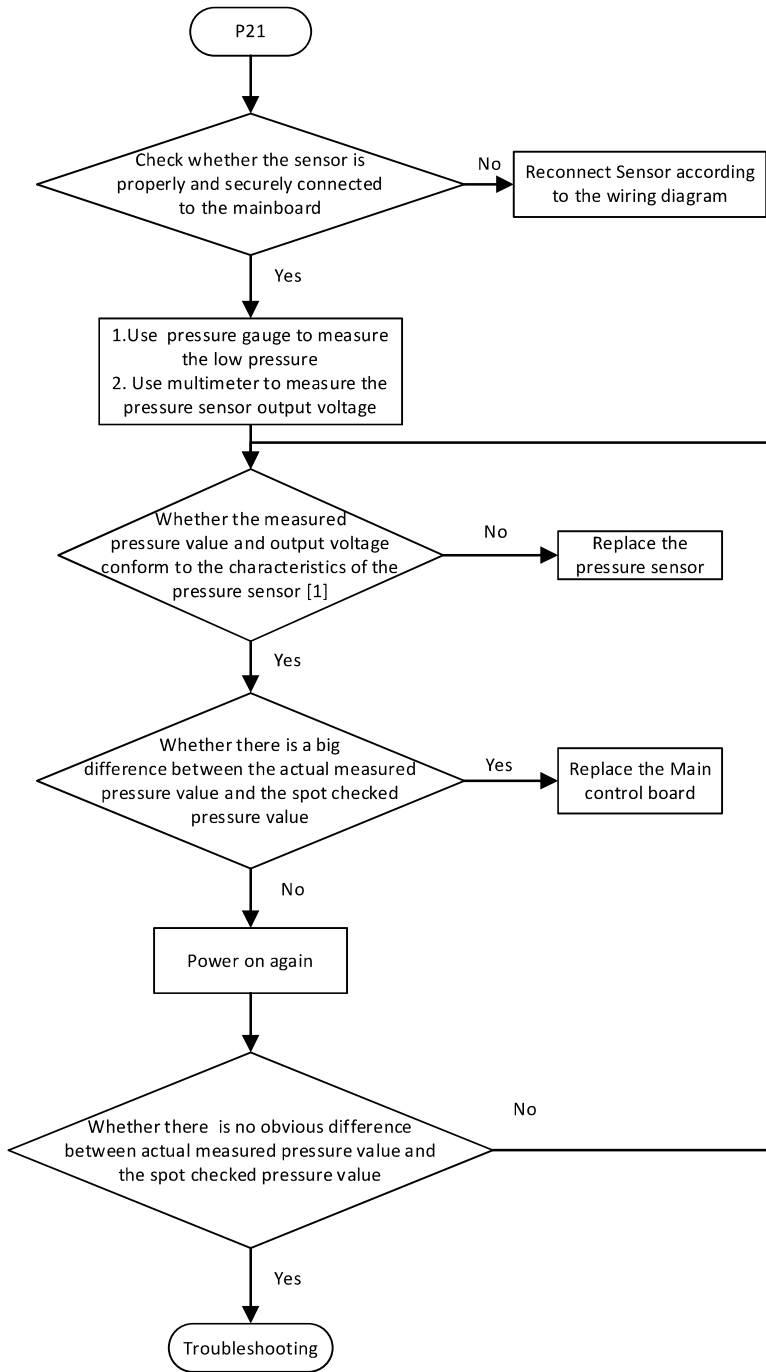 P21
Check whether the sensor is
properly and securely connected
to the mainboard
No
Reconnect Sensor according
to the wiring diagram
Yes
1.Use pressure gauge to measure
the low pressure
2. Use multimeter to measure the
pressure sensor output voltage
Whether the measured
pressure value and output voltage
conform to the characteristics of the
pressure sensor [1]
No
Replace the
pressure sensor
Yes
Whether there is a big
difference between the actual measured
pressure value and the spot checked
pressure value
Yes
Replace the Main
control board
No
Power on again
Whether there is no obvious difference
between actual measured pressure value and
the spot checked pressure value
No
Yes
Troubleshooting